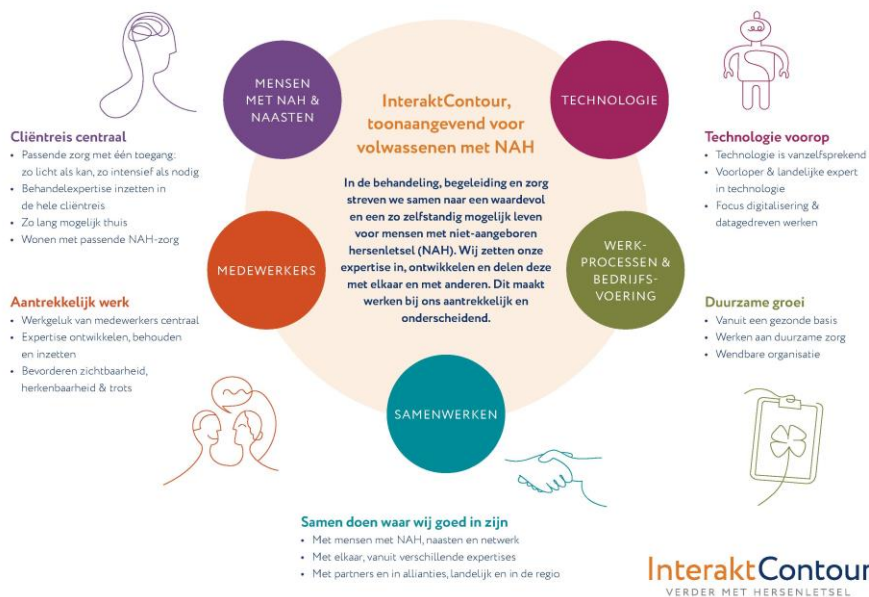 MENSEN
MET NAH &
NAASTEN
TECHNOLOGIE
InteraktContour,
toonaangevend voor
volwassenen met NAH
Cliëntreis centraal
• Passende zorg met één toegang:
zo licht als kan, zo intensief als nodig
• Behandelexpertise inzetten in
de hele cliëntreis
• Zo lang mogelijk thuis
• Wonen met passende NAH-zorg
Technologie voorop
• Technologie is vanzelfsprekend
• Voorloper & landelijke expert
in technologie
• Focus digitalisering &
datagedreven werken
In de behandeling, begeleiding en zorg
streven we samen naar een waardevol
en een zo zelfstandig mogelijk leven
voor mensen met niet-aangeboren
hersenletsel (NAH). Wij zetten onze
expertise in, ontwikkelen en delen deze
met elkaar en met anderen. Dit maakt
werken bij ons aantrekkelijk en
onderscheidend.
MEDEWERKERS
WERK-
PROCESSEN &
BEDRIJFS-
VOERING
Aantrekkelijk werk
• Werkgeluk van medewerkers centraal
• Expertise ontwikkelen, behouden
en inzetten
• Bevorderen zichtbaarheid,
herkenbaarheid & trots
Duurzame groei
• Vanuit een gezonde basis
• Werken aan duurzame zorg
• Wendbare organisatie
SAMENWERKEN
Samen doen waar wij goed in zijn
• Met mensen met NAH, naasten en netwerk
• Met elkaar, vanuit verschillende expertises
• Met partners en in allianties, landelijk en in de regio
InteraktContour
VERDER MET HERSENLETSEL